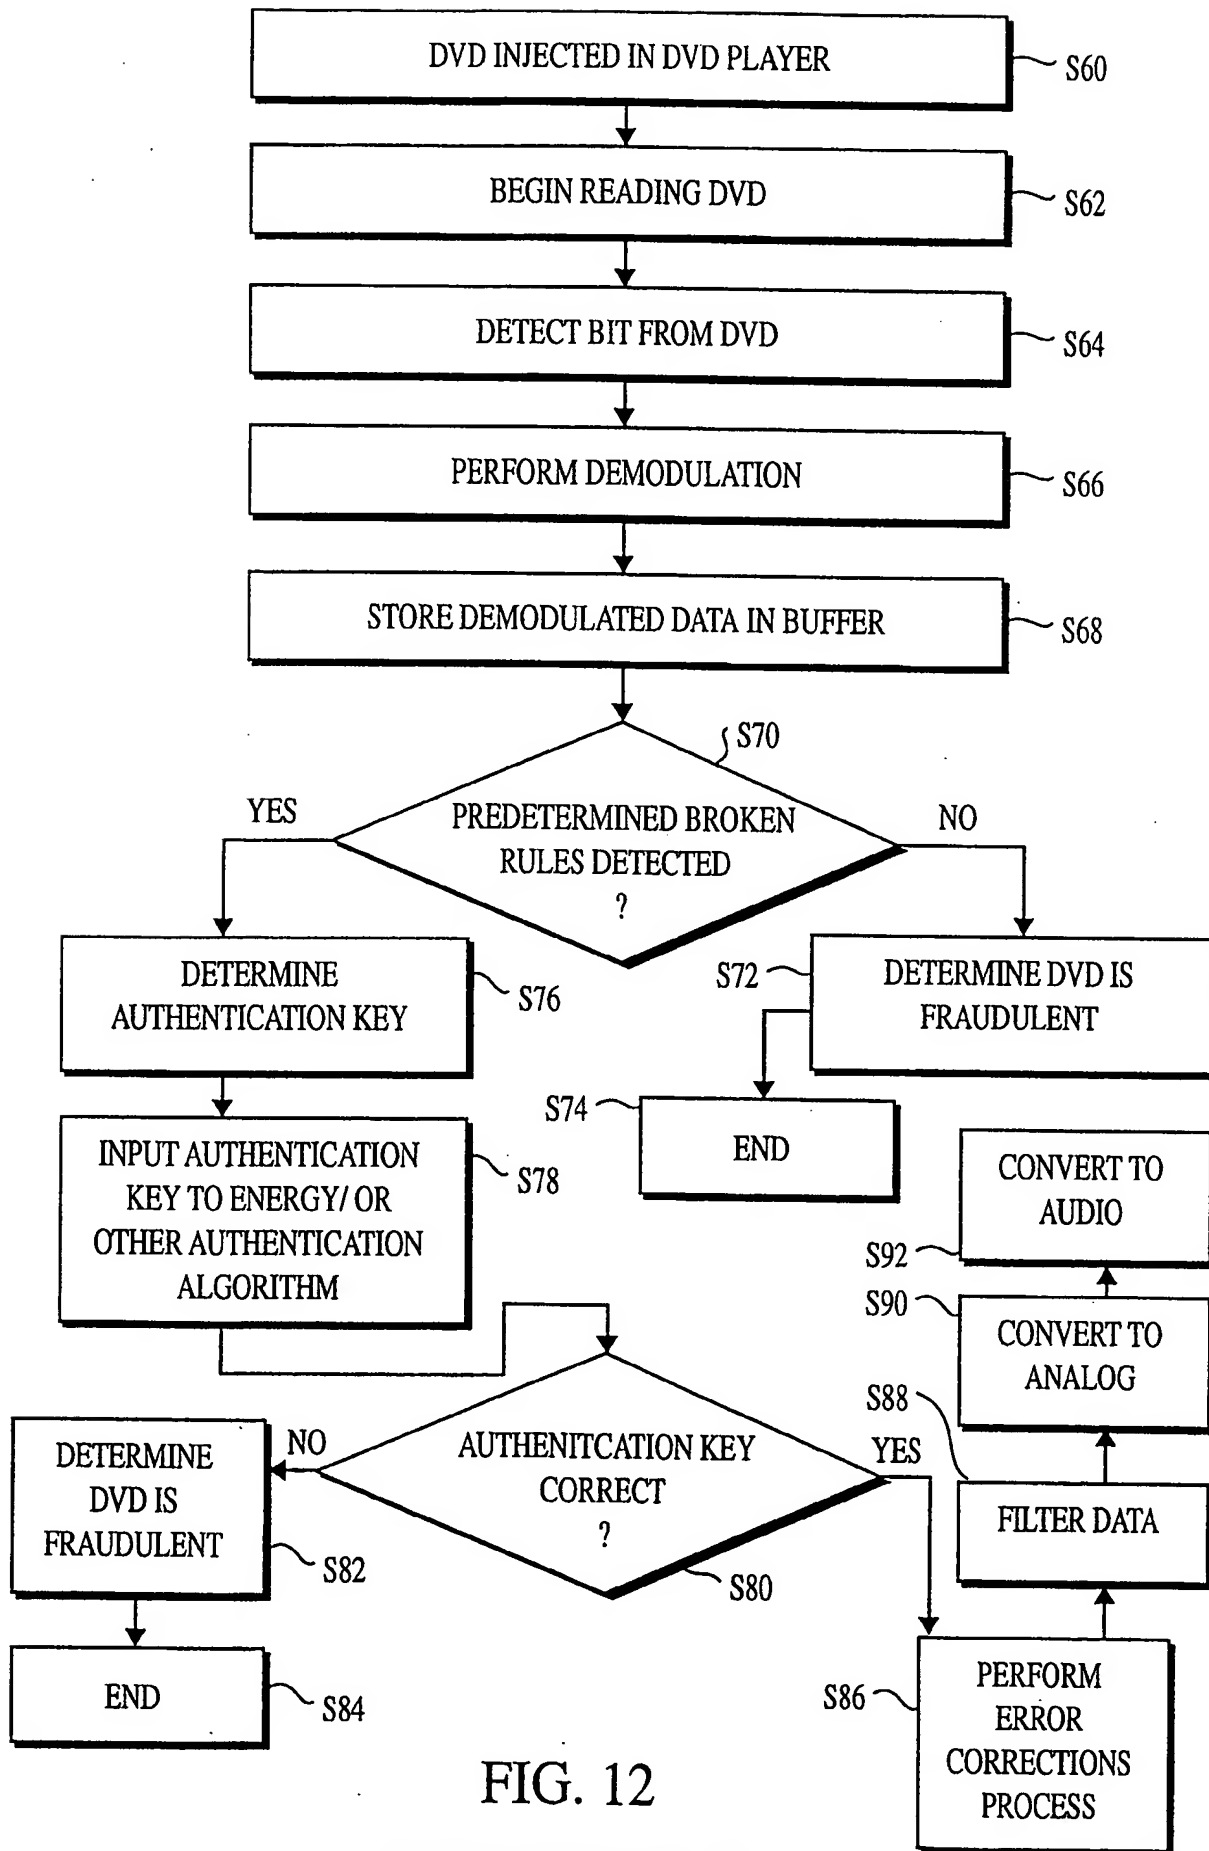 DVD INJECTED IN DVD PLAYER
S60
BEGIN READING DVD
S62
DETECT BIT FROM DVD
S64
PERFORM DEMODULATION
S66
STORE DEMODULATED DATA IN BUFFER
S68
S70
PREDETERMINED BROKEN
RULES DETECTED
?
YES
NO
DETERMINE
AUTHENTICATION KEY
S76
S72
DETERMINE DVD IS
FRAUDULENT
S74
END
INPUT AUTHENTICATION
KEY TO ENERGY/ OR
OTHER AUTHENTICATION
ALGORITHM
S78
CONVERT TO
AUDIO
S92
S90
CONVERT TO
ANALOG
S88
FILTER DATA
AUTHENITCATION KEY
CORRECT
?
NO
YES
S80
DETERMINE
DVD IS
FRAUDULENT
S82
END
S84
S86
PERFORM
ERROR
CORRECTIONS
PROCESS
FIG. 12